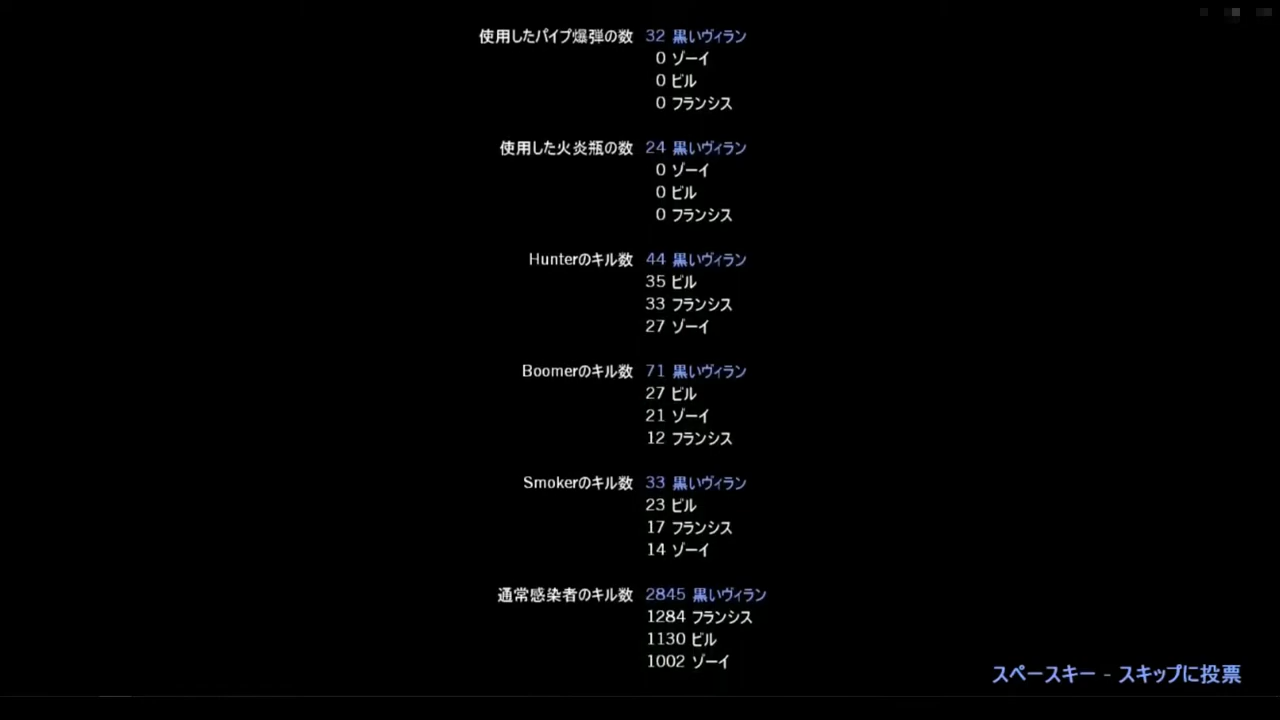 使用したパイプ爆弾の数 32 黒いヴィラン
0 ゾーイ
0 ビル
0 フランシス
使用した火炎瓶の数 24 黒いヴィラン
0 ゾーイ
0 ビル
0 フランシス
Hunterのキル数 44 黒いヴィラン
35 ビル
33 フランシス
27 ゾーイ
Boomerのキル数 71 黒いヴィラン
27 ビル
21 ゾーイ
12 フランシス
Smokerのキル数 33 黒いヴィラン
23 ビル
17 フランシス
14 ゾーイ
通常感染者のキル数 2845 黒いヴィラン
1284 フランシス
1130 ビル
1002 ゾーイ
スペースキー - スキップに投票